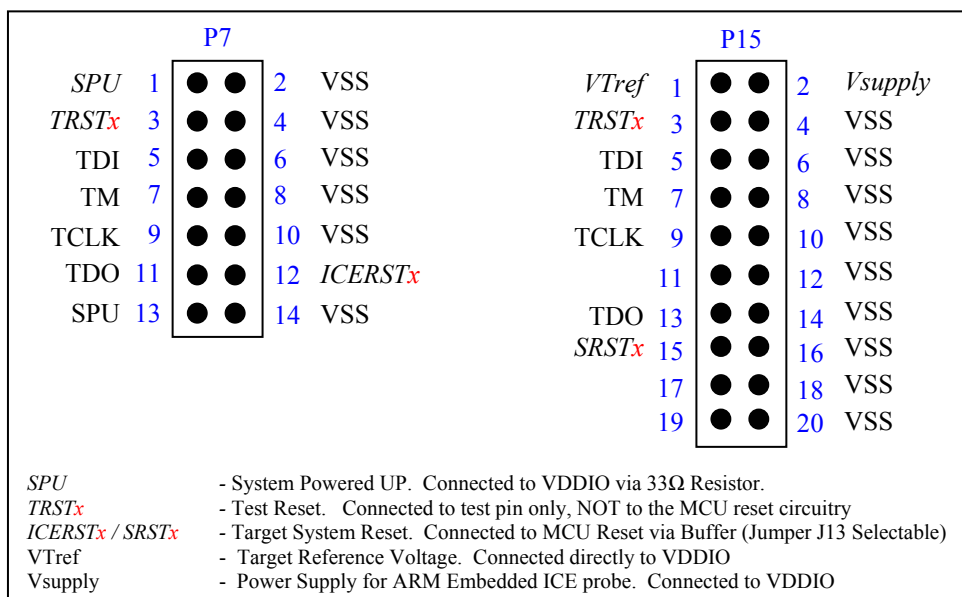 P7 P15
SPU 1 2 VSS VTref 1 2 Vsupply
TRSTx 3 4 VSS TRSTx 3 4 VSS
TDI 5 6 VSS TDI 5 6 VSS
TM 7 8 VSS TM 7 8 VSS
TCLK 9 10 VSS TCLK 9 10 VSS
TDO 11 12 ICERSTx 11 12 VSS
SPU 13 14 VSS TDO 13 14 VSS
SRSTx 15 16 VSS
17 18 VSS
19 20 VSS
SPU - System Powered UP. Connected to VDDIO via 33Ω Resistor.
TRSTx - Test Reset. Connected to test pin only, NOT to the MCU reset circuitry
ICERSTx / SRSTx - Target System Reset. Connected to MCU Reset via Buffer (Jumper J13 Selectable)
VTref - Target Reference Voltage. Connected directly to VDDIO
Vsupply - Power Supply for ARM Embedded ICE probe. Connected to VDDIO